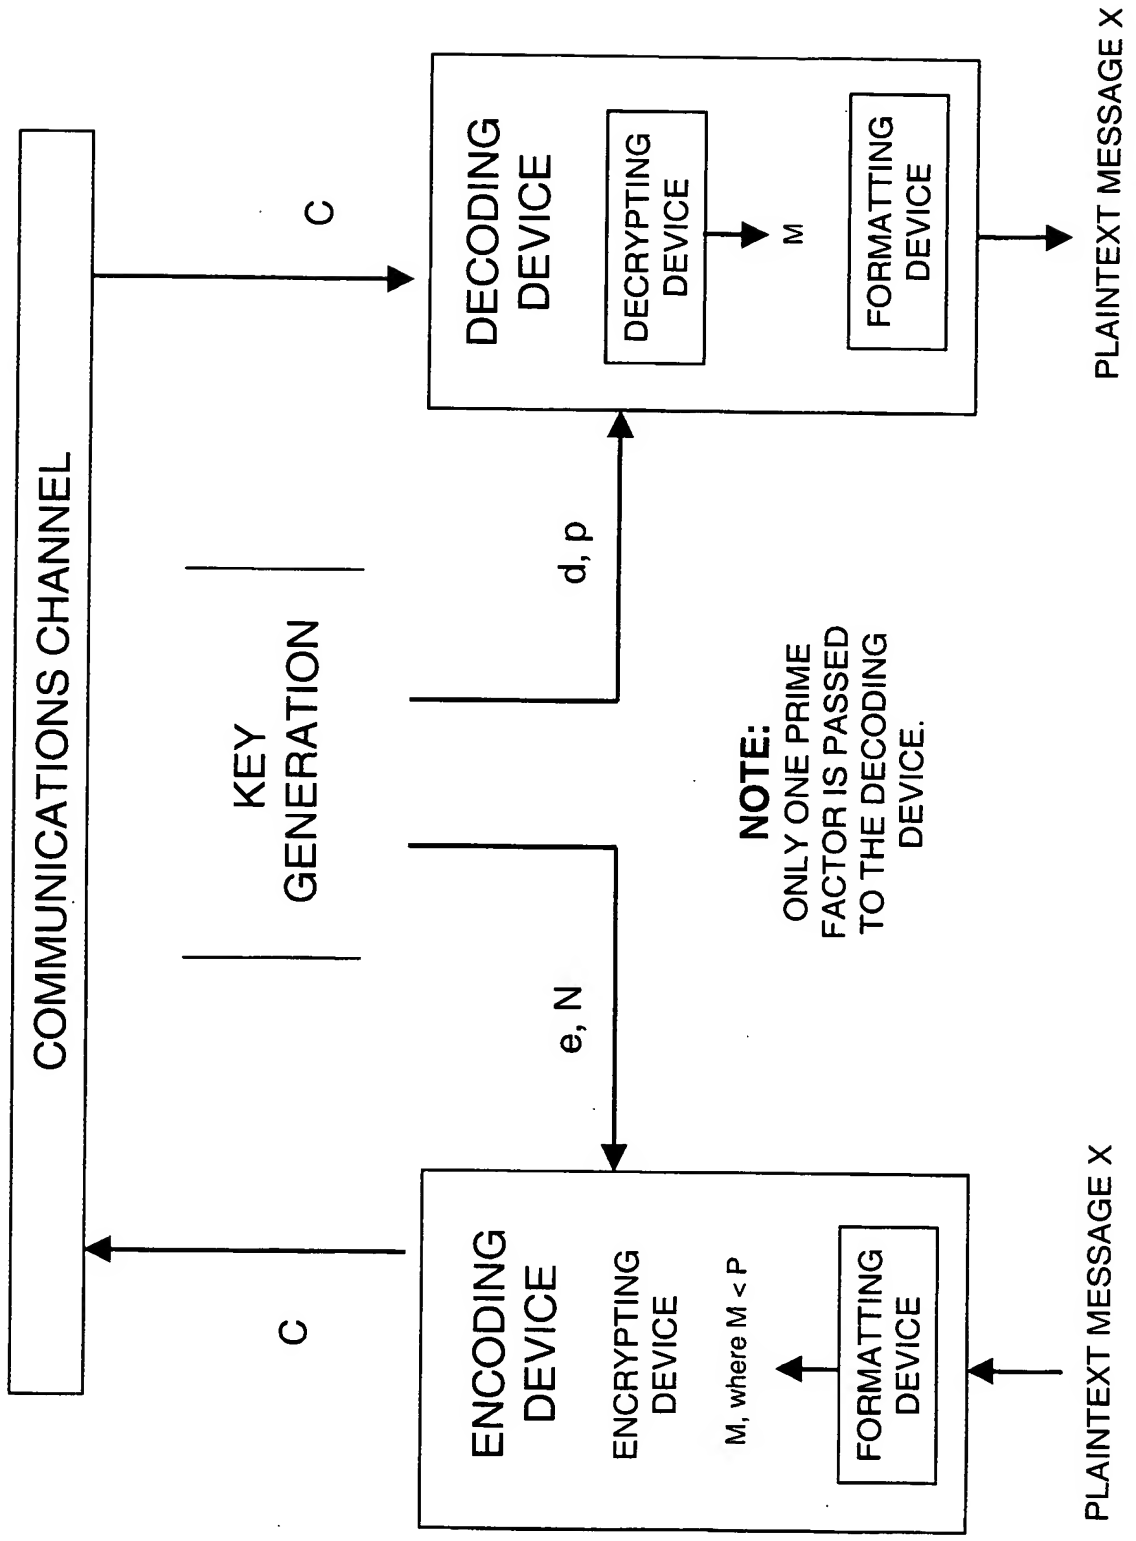 COMMUNICATIONS CHANNEL
C
C
KEY
GENERATION
e, N
d, p
ENCODING
DEVICE
ENCRYPTING
DEVICE
M, where M < P
FORMATTING
DEVICE
PLAINTEXT MESSAGE X
NOTE:
ONLY ONE PRIME
FACTOR IS PASSED
TO THE DECODING
DEVICE.
DECODING
DEVICE
DECRYPTING
DEVICE
M
FORMATTING
DEVICE
PLAINTEXT MESSAGE X